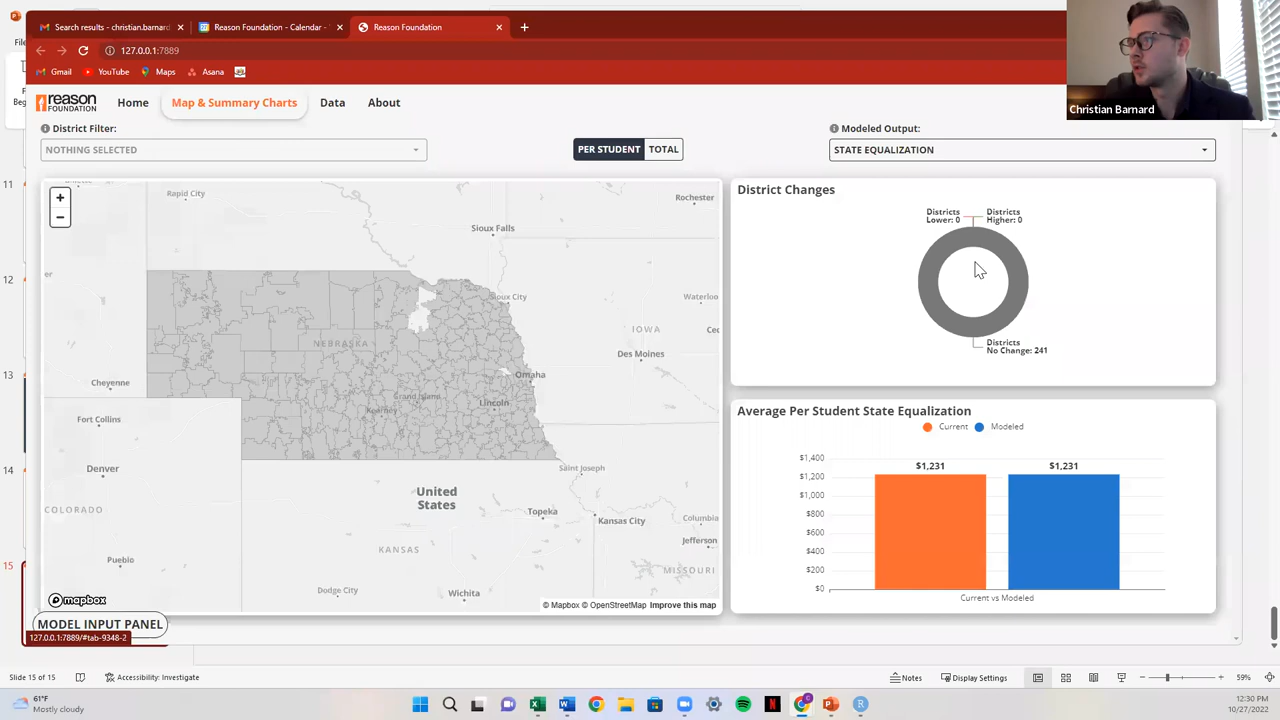 Search results - christian.barnard
Reason Foundation - Calendar -
Reason Foundation
File
127.0.0.1:7889
Gmail
YouTube
Maps
Asana
Beg
reason
FOUNDATION
Home
Map & Summary Charts
Data
About
Christian Barnard
District Filter:
NOTHING SELECTED
PER STUDENT
TOTAL
Modeled Output:
STATE EQUALIZATION
11
12
13
14
15
+
−
Rapid City
Rochester
Sioux Falls
Sioux City
Waterloo
IOWA
Des Moines
NEBRASKA
Omaha
Cheyenne
Grand Island
Lincoln
Kearney
Fort Collins
Denver
Saint Joseph
United
States
COLORADO
Topeka
Kansas City
Columbia
Jefferson
KANSAS
MISSOURI
Pueblo
Dodge City
Wichita
mapbox
© Mapbox © OpenStreetMap Improve this map
District Changes
Districts
Lower: 0
Districts
Higher: 0
Districts
No Change: 241
Average Per Student State Equalization
Current
Modeled
$1,400
$1,200
$1,000
$800
$600
$400
$200
$0
$1,231
$1,231
Current vs Modeled
MODEL INPUT PANEL
127.0.0.1:7889/#tab-9348-2
Slide 15 of 15
Accessibility: Investigate
Notes
Display Settings
59%
61°F
Mostly cloudy
12:30 PM
10/27/2022